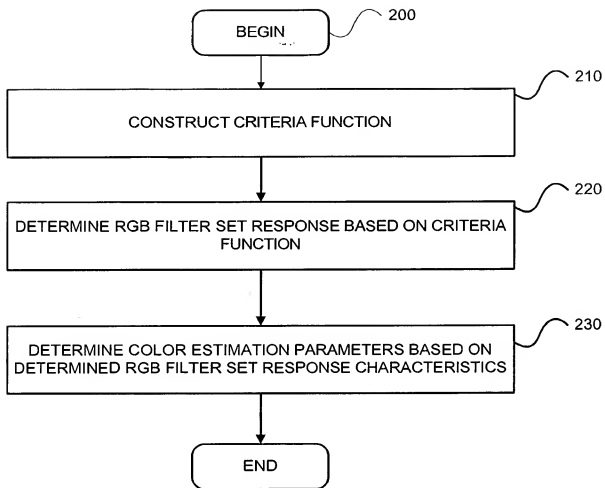 BEGIN
200
CONSTRUCT CRITERIA FUNCTION
210
DETERMINE RGB FILTER SET RESPONSE BASED ON CRITERIA
FUNCTION
220
DETERMINE COLOR ESTIMATION PARAMETERS BASED ON
DETERMINED RGB FILTER SET RESPONSE CHARACTERISTICS
230
END